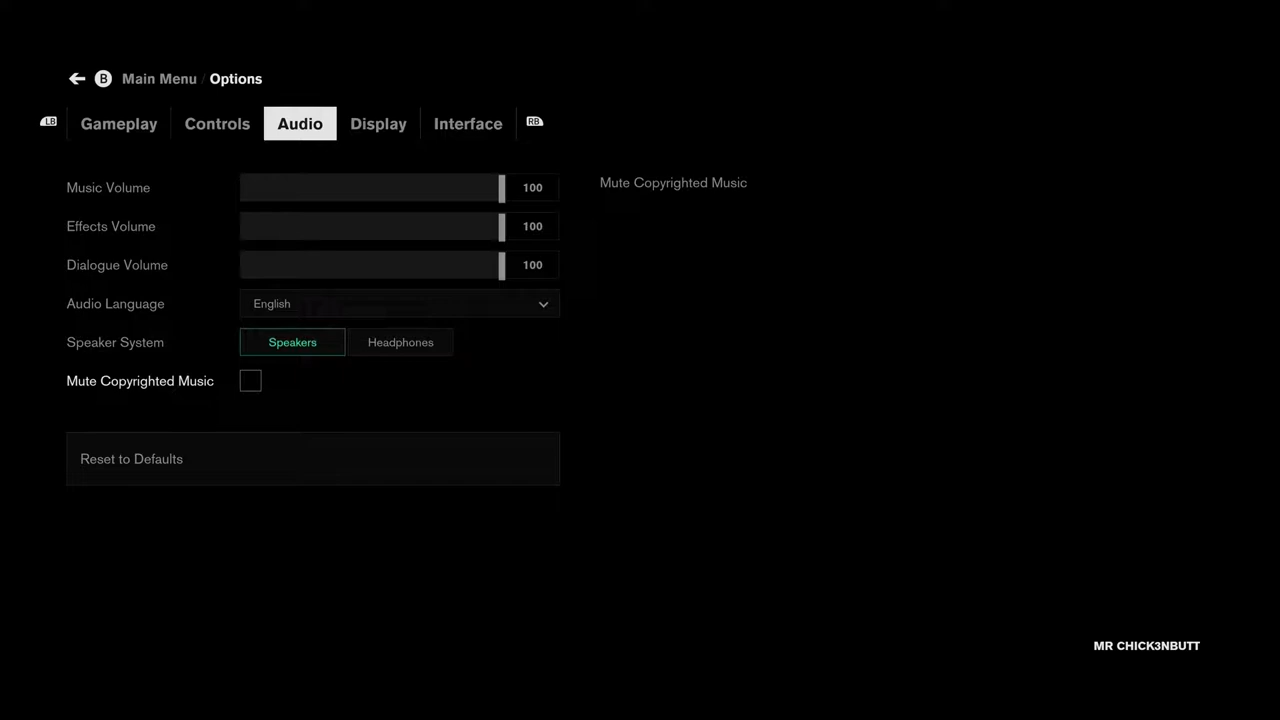 B Main Menu / Options
LB Gameplay Controls Audio Display Interface RB
Music Volume 100 Mute Copyrighted Music
Effects Volume 100
Dialogue Volume 100
Audio Language English
Speaker System Speakers Headphones
Mute Copyrighted Music
Reset to Defaults
MR CHICK3NBUTT